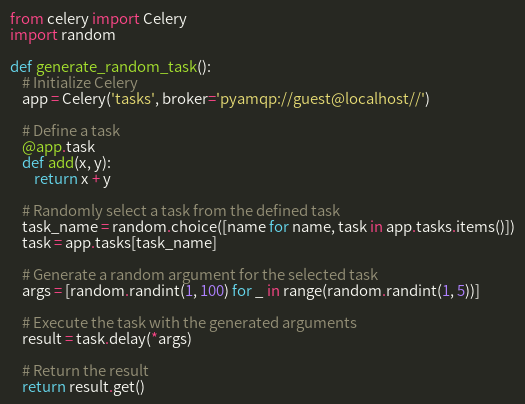 from celery import Celery
import random

def generate_random_task():
    # Initialize Celery
    app = Celery('tasks', broker='pyamqp://guest@localhost//')

    # Define a task
    @app.task
    def add(x, y):
        return x + y

    # Randomly select a task from the defined task
    task_name = random.choice([name for name, task in app.tasks.items()])
    task = app.tasks[task_name]

    # Generate a random argument for the selected task
    args = [random.randint(1, 100) for _ in range(random.randint(1, 5))]

    # Execute the task with the generated arguments
    result = task.delay(*args)

    # Return the result
    return result.get()